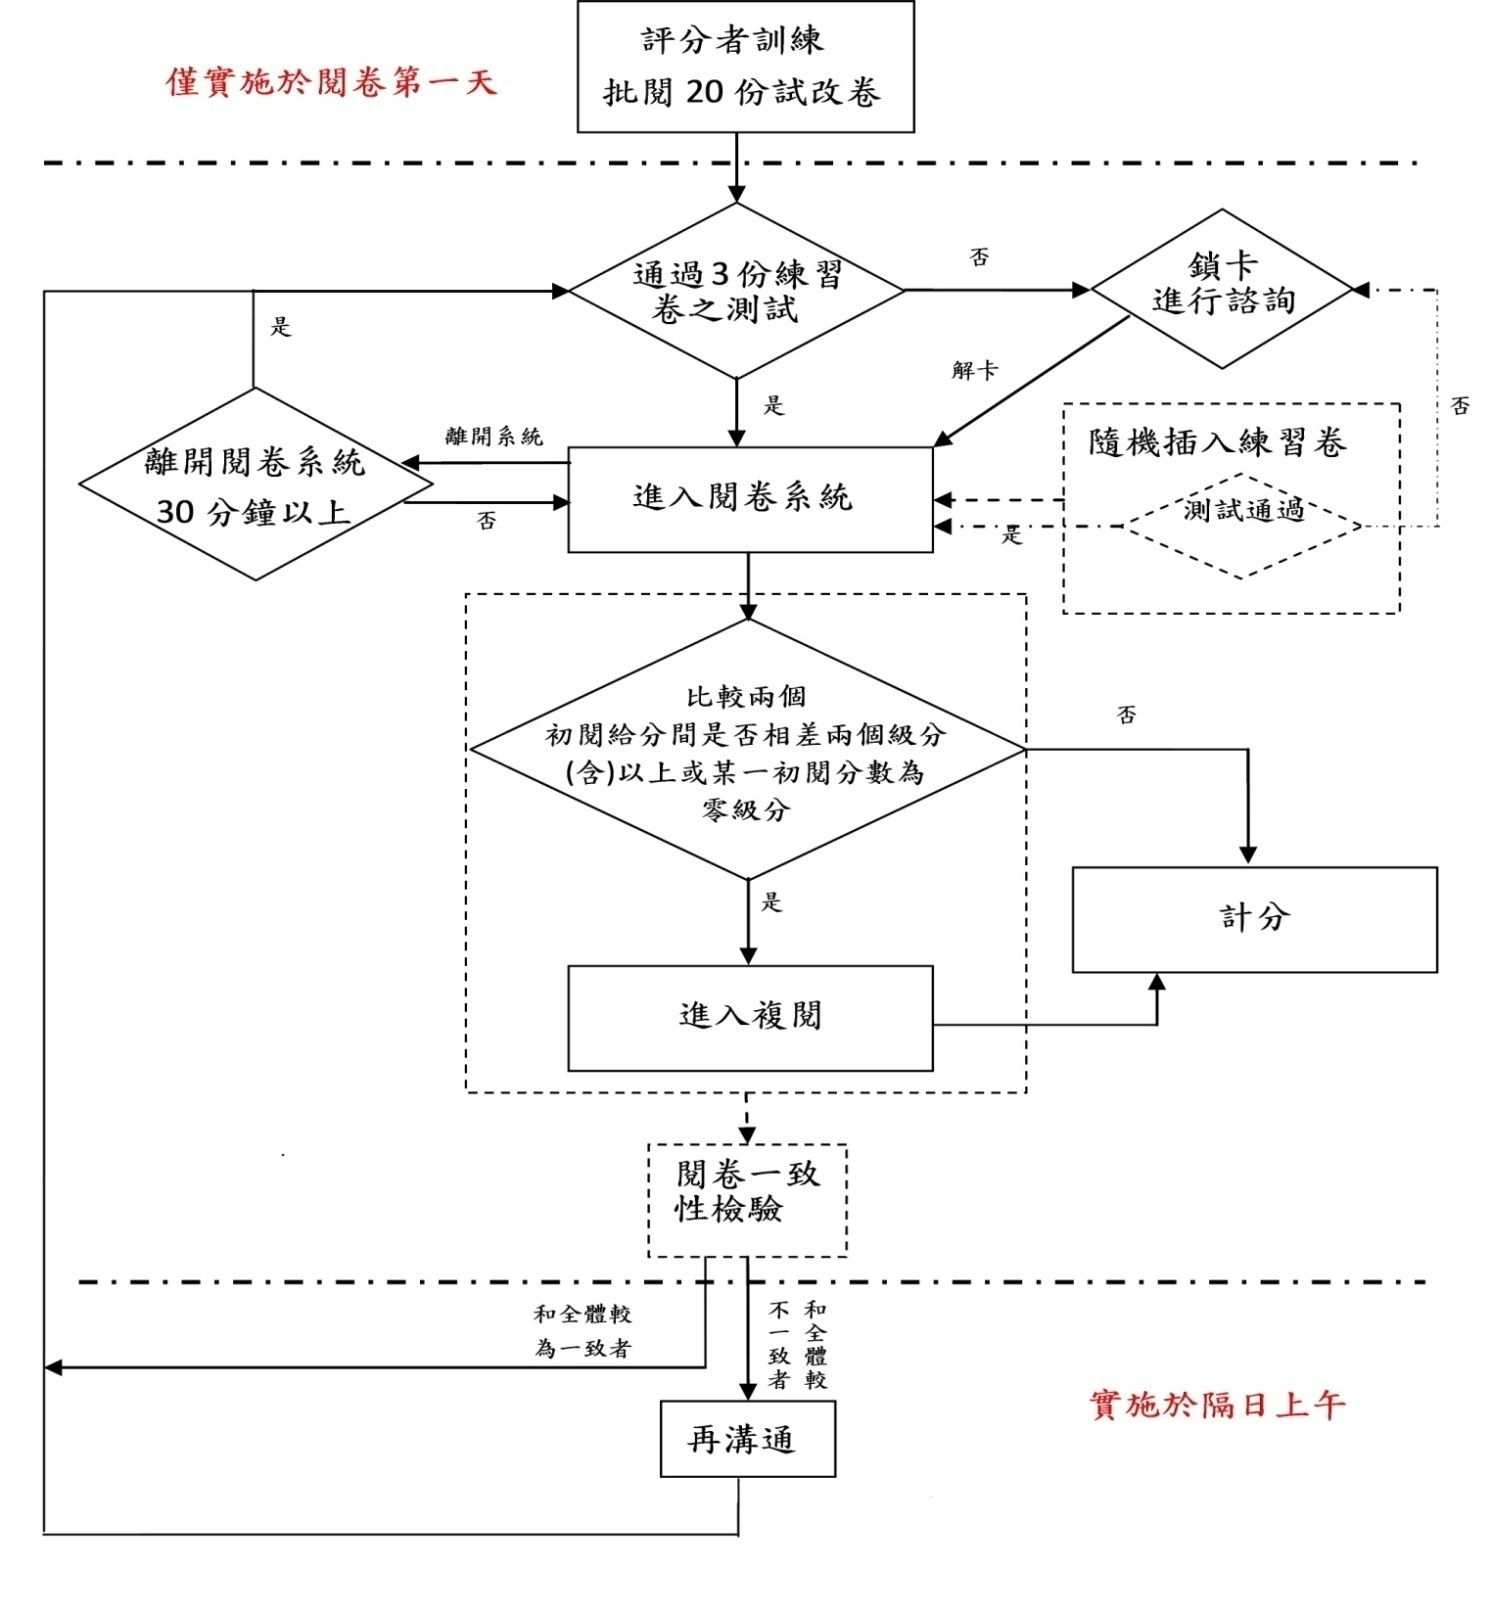 評分者訓練
批閱 20 份試改卷
僅實施於閱卷第一天
通過3份練習
卷之測試
否
鎖卡
進行諮詢
是
解卡
是
否
離開系統
離開閱卷系統
30 分鐘以上
否
進入閱卷系統
隨機插入練習卷
測試通過
是
比較兩個
初閱給分間是否相差兩個級分
(含)以上或某一初閱分數為
零級分
否
是
計分
進入複閱
閱卷一致
性檢驗
和全體較
為一致者
和全體較
不一致者
實施於隔日上午
再溝通